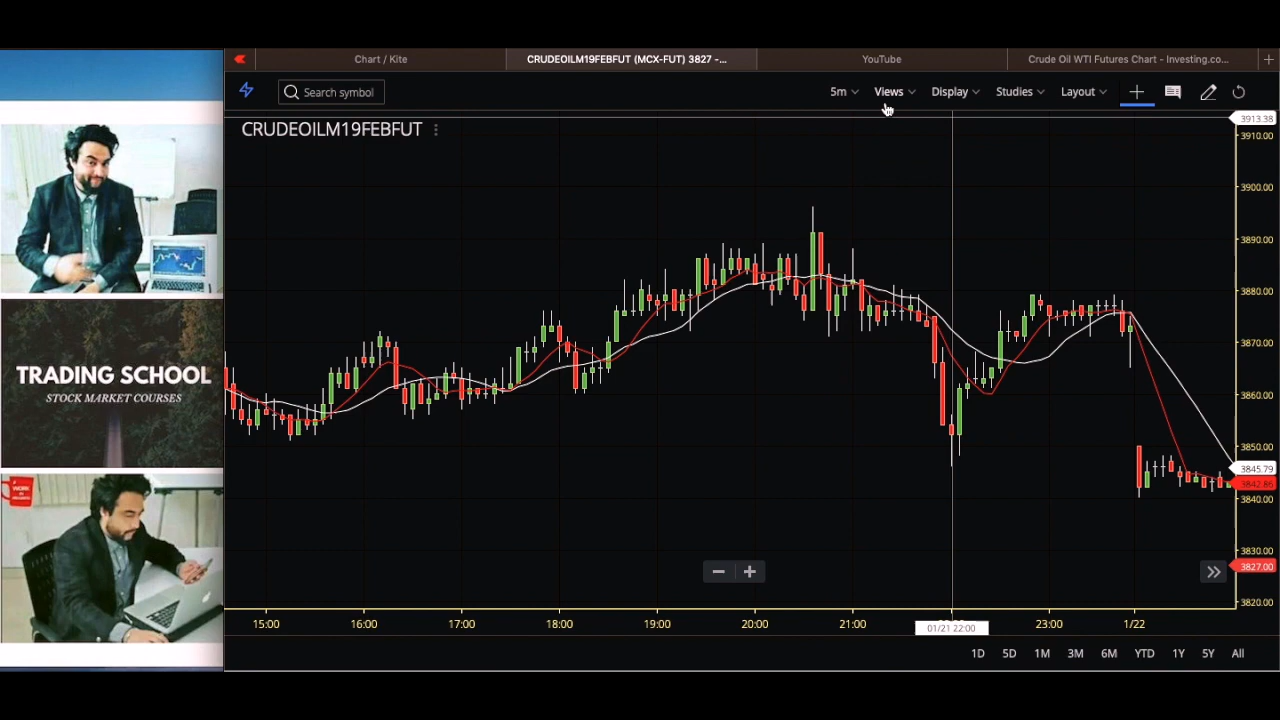 Chart / Kite
CRUDEOILM19FEBFUT (MCX-FUT) 3827 -...
YouTube
Crude Oil WTI Futures Chart - Investing.co...
Search symbol
5m
Views
Display
Studies
Layout
CRUDEOILM19FEBFUT
3913.38
3910.00
3900.00
3890.00
3880.00
3870.00
3860.00
3850.00
3845.79
3842.86
3840.00
3830.00
3827.00
3820.00
15:00
16:00
17:00
18:00
19:00
20:00
21:00
01/21 22:00
23:00
1/22
1D
5D
1M
3M
6M
YTD
1Y
5Y
All
TRADING SCHOOL
STOCK MARKET COURSES